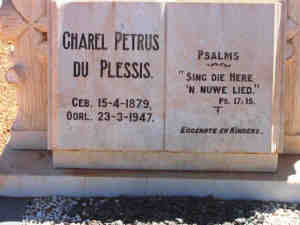 CHAREL PETRUS
DU PLESSIS.
GEB. 15-4-1879,
OORL. 23-3-1947.
PSALMS
"SING DIE HERE
'N NUWE LIED."
PS. 17:15.
EGGENOTE EN KINDERS.